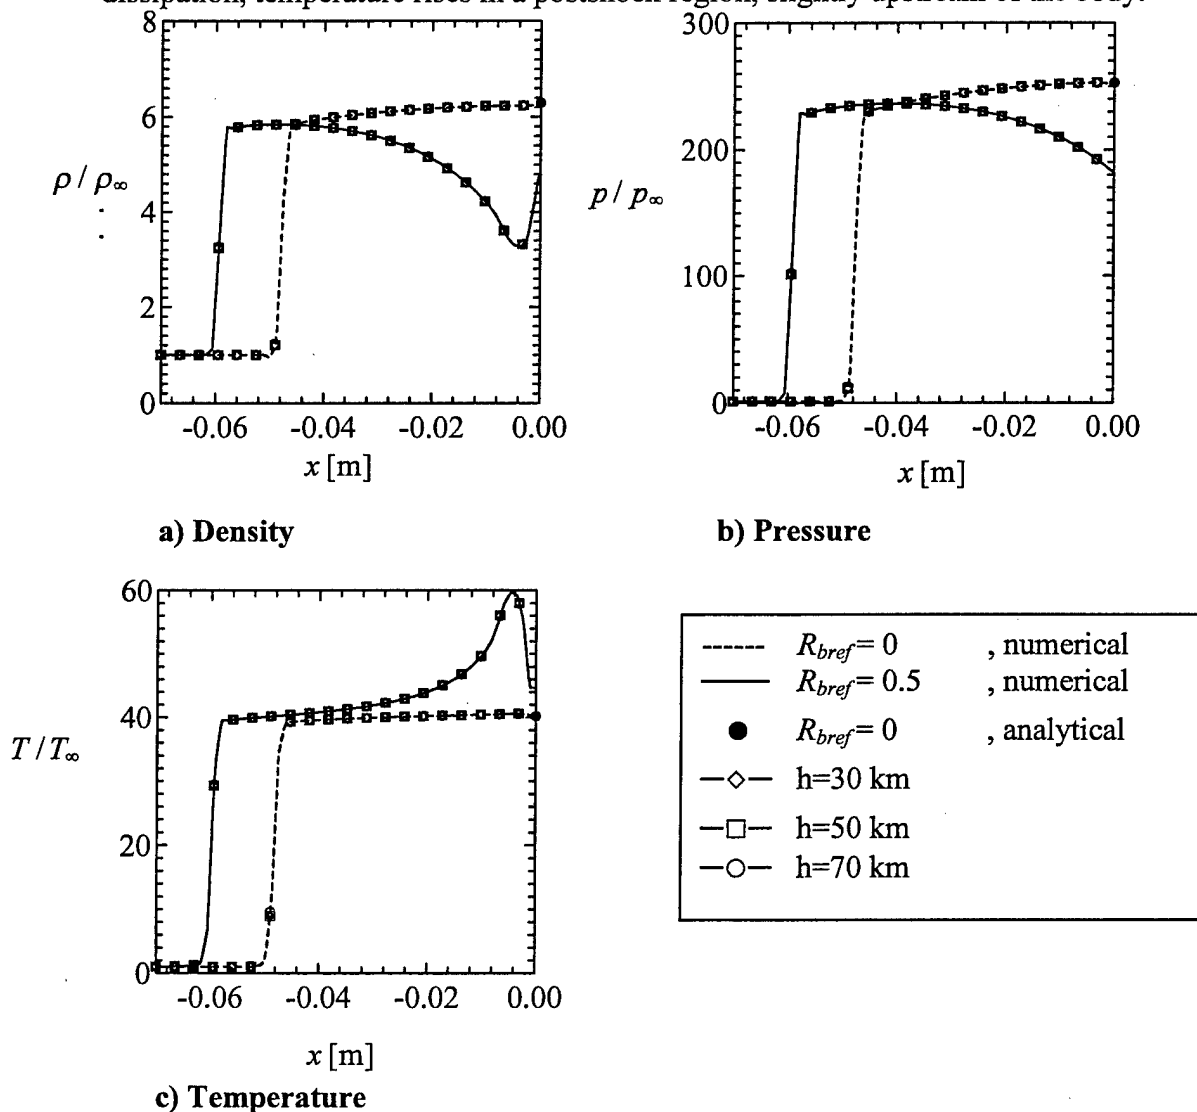 dissipation, temperature rises in a postshock region, slightly upstream of the body.
8
6
ρ / ρ∞
4
2
0
-0.06 -0.04 -0.02 0.00
x [m]
a) Density
300
200
p / p∞
100
0
-0.06 -0.04 -0.02 0.00
x [m]
b) Pressure
60
40
T / T∞
20
0
-0.06 -0.04 -0.02 0.00
x [m]
c) Temperature
R_bref = 0 , numerical
R_bref = 0.5 , numerical
R_bref = 0 , analytical
h=30 km
h=50 km
h=70 km